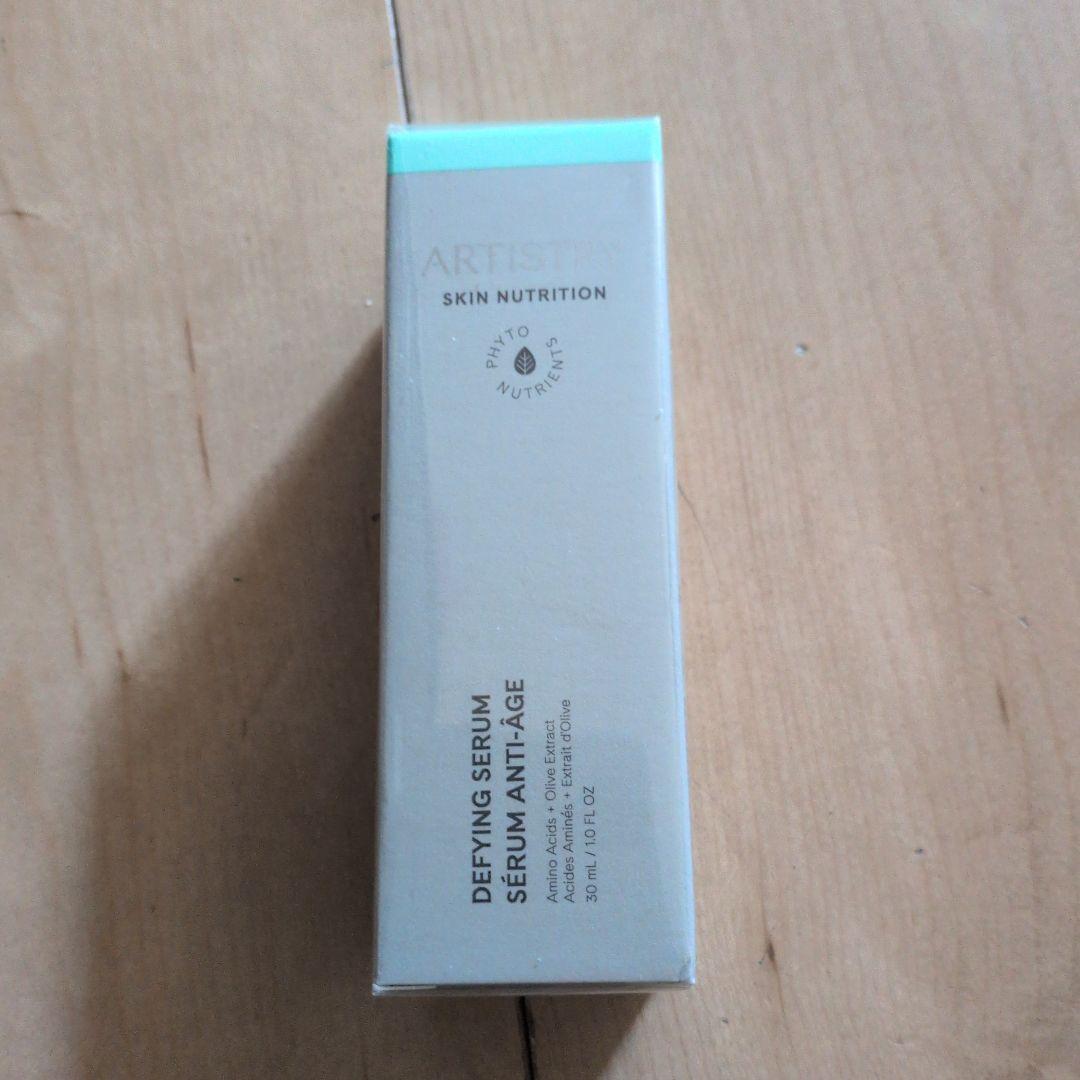 ARTISTRY
SKIN NUTRITION
PHYTO
NUTRIENTS
DEFYING SERUM
SÉRUM ANTI-ÂGE
Amino Acids + Olive Extract
Acides Aminés + Extrait d'Olive
30 mL / 1.0 FL OZ